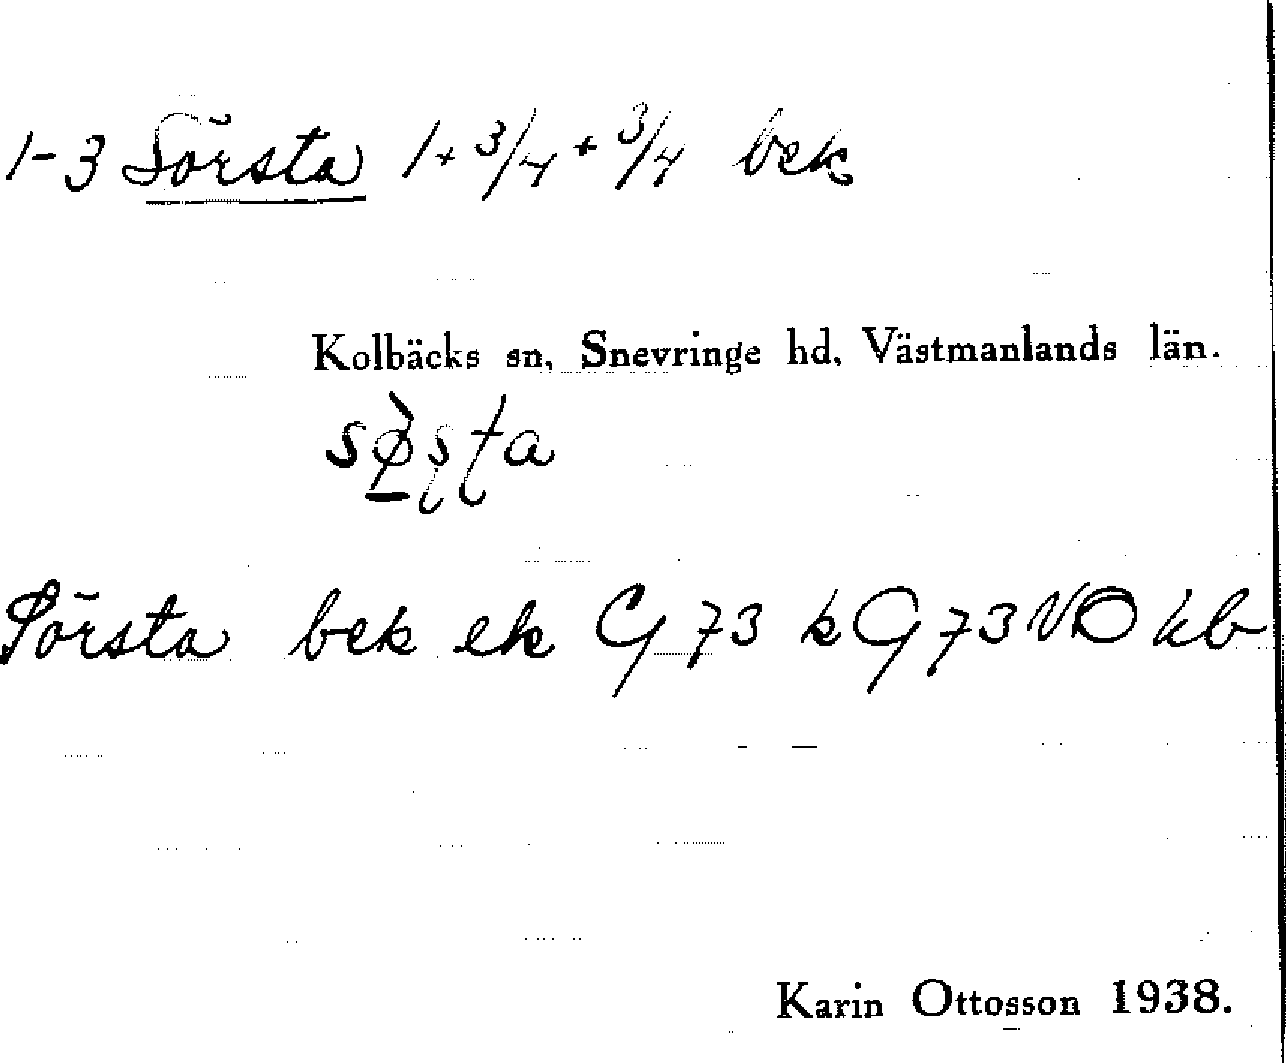 1-3 Sörsta 1+3/4+3/4 bek
Kolbäcks sn, Snevringe hd, Västmanlands län.
søsta
Sörsta bek ek G 73 k G 73 VD kb
Karin Ottosson 1938.